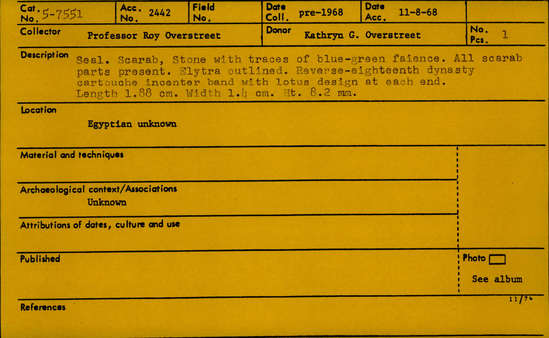 Cat. No. 5-7551 Acc. No. 2442 Field No. Date Coll. pre-1968 Date Acc. 11-8-68
Collector Professor Roy Overstreet Donor Kathryn G. Overstreet No. Pcs. 1
Description Seal. Scarab, Stone with traces of blue-green faience. All scarab
parts present. Elytra outlined. Reverse-eighteenth dynasty
cartouche incenter band with lotus design at each end.
Length 1.88 cm. Width 1.4 cm. Ht. 8.2 mm.
Location
Egyptian unknown
Material and techniques
Archaeological context/Associations
Unknown
Attributions of dates, culture and use
Published
Photo
See album
11/76
References